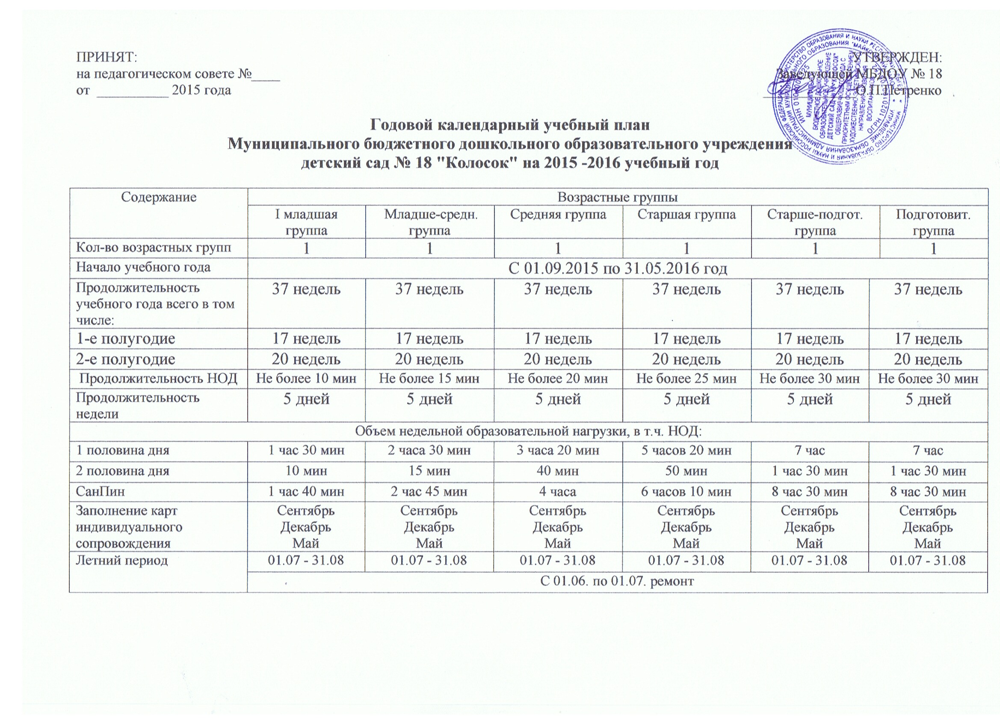 ПРИНЯТ:
на педагогическом совете №____
от __________ 2015 года
УТВЕРЖДЕН:
Заведующей МБДОУ № 18
О.П.Петренко
Годовой календарный учебный план
Муниципального бюджетного дошкольного образовательного учреждения
детский сад № 18 "Колосок" на 2015 -2016 учебный год
Содержание Возрастные группы
I младшая группа Младше-средн. группа Средняя группа Старшая группа Старше-подгот. группа Подготовит. группа
Кол-во возрастных групп 1 1 1 1 1 1
Начало учебного года С 01.09.2015 по 31.05.2016 год
Продолжительность учебного года всего в том числе: 37 недель 37 недель 37 недель 37 недель 37 недель 37 недель
1-е полугодие 17 недель 17 недель 17 недель 17 недель 17 недель 17 недель
2-е полугодие 20 недель 20 недель 20 недель 20 недель 20 недель 20 недель
Продолжительность НОД Не более 10 мин Не более 15 мин Не более 20 мин Не более 25 мин Не более 30 мин Не более 30 мин
Продолжительность недели 5 дней 5 дней 5 дней 5 дней 5 дней 5 дней
Объем недельной образовательной нагрузки, в т.ч. НОД:
1 половина дня 1 час 30 мин 2 часа 30 мин 3 часа 20 мин 5 часов 20 мин 7 час 7 час
2 половина дня 10 мин 15 мин 40 мин 50 мин 1 час 30 мин 1 час 30 мин
СанПин 1 час 40 мин 2 час 45 мин 4 часа 6 часов 10 мин 8 час 30 мин 8 час 30 мин
Заполнение карт индивидуального сопровождения Сентябрь Декабрь Май Сентябрь Декабрь Май Сентябрь Декабрь Май Сентябрь Декабрь Май Сентябрь Декабрь Май Сентябрь Декабрь Май
Летний период 01.07 - 31.08 01.07 - 31.08 01.07 - 31.08 01.07 - 31.08 01.07 - 31.08 01.07 - 31.08
С 01.06. по 01.07. ремонт
МУНИЦИПАЛЬНОЕ
БЮДЖЕТНОЕ ДОШКОЛЬНОЕ
ОБРАЗОВАТЕЛЬНОЕ УЧРЕЖДЕНИЕ